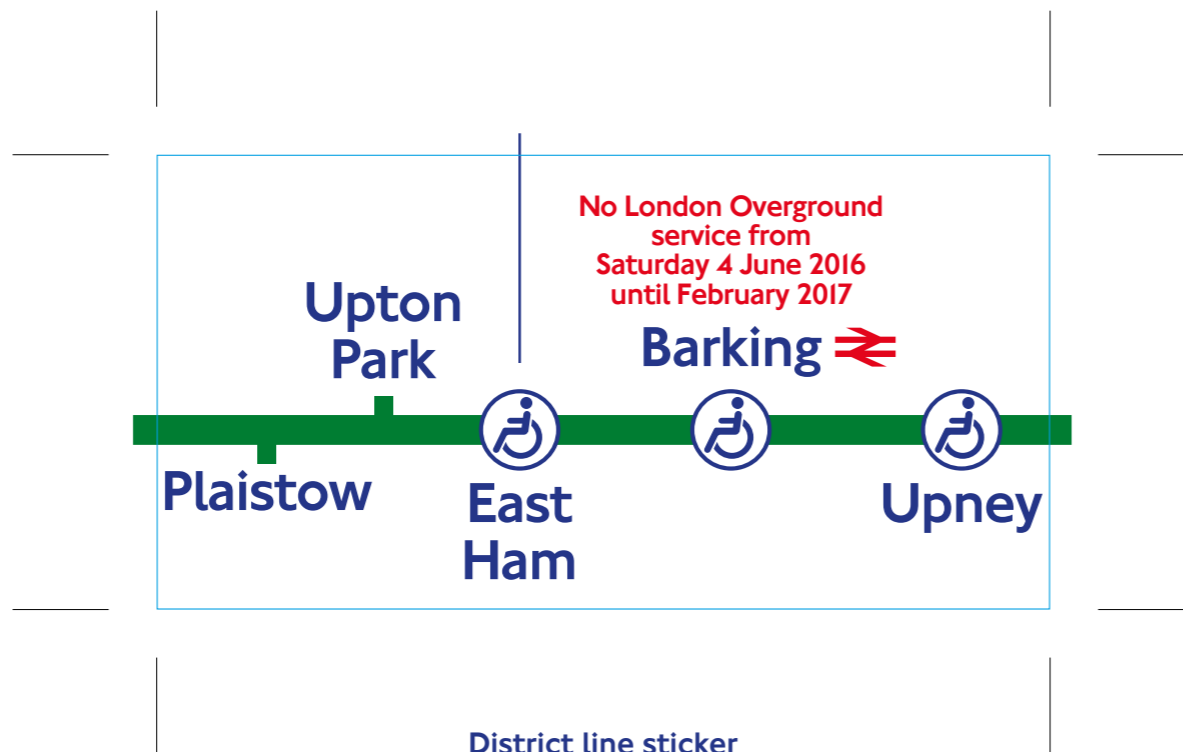 No London Overground
service from
Saturday 4 June 2016
until February 2017
Upton
Park
Barking
Plaistow
East
Ham
Upney
District line sticker